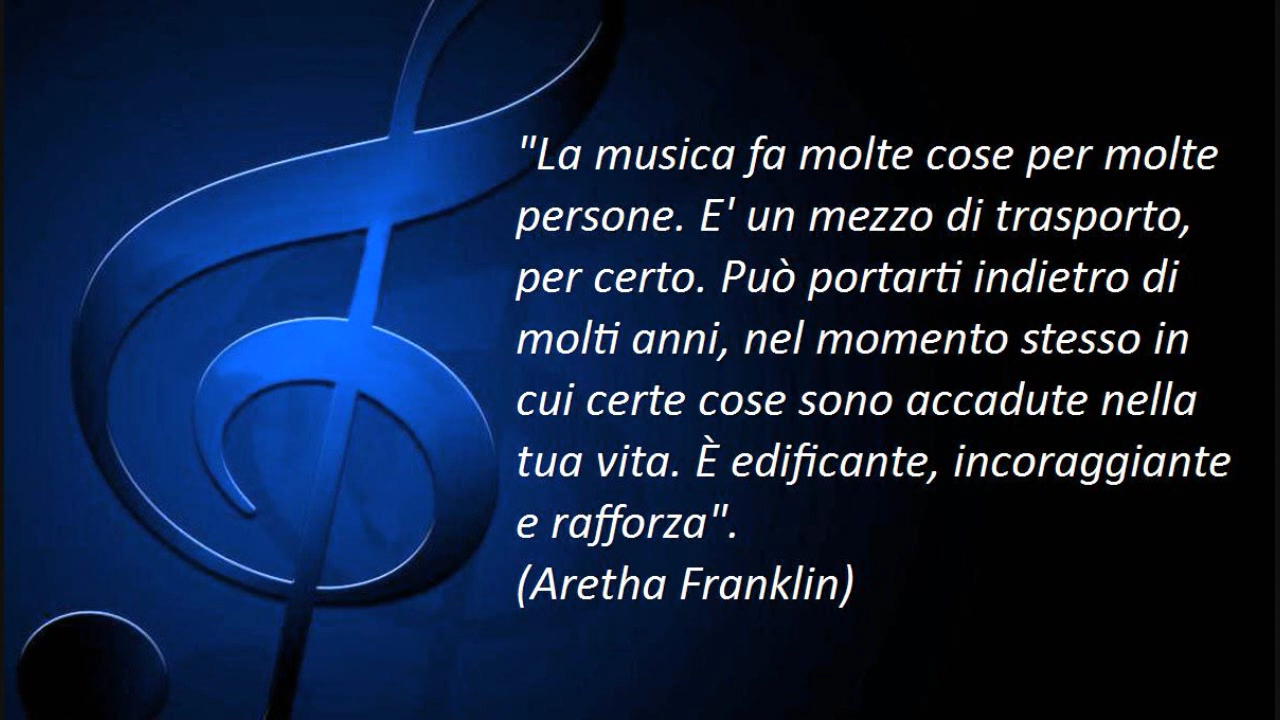 "La musica fa molte cose per molte
persone. E' un mezzo di trasporto,
per certo. Può portarti indietro di
molti anni, nel momento stesso in
cui certe cose sono accadute nella
tua vita. È edificante, incoraggiante
e rafforza".
(Aretha Franklin)